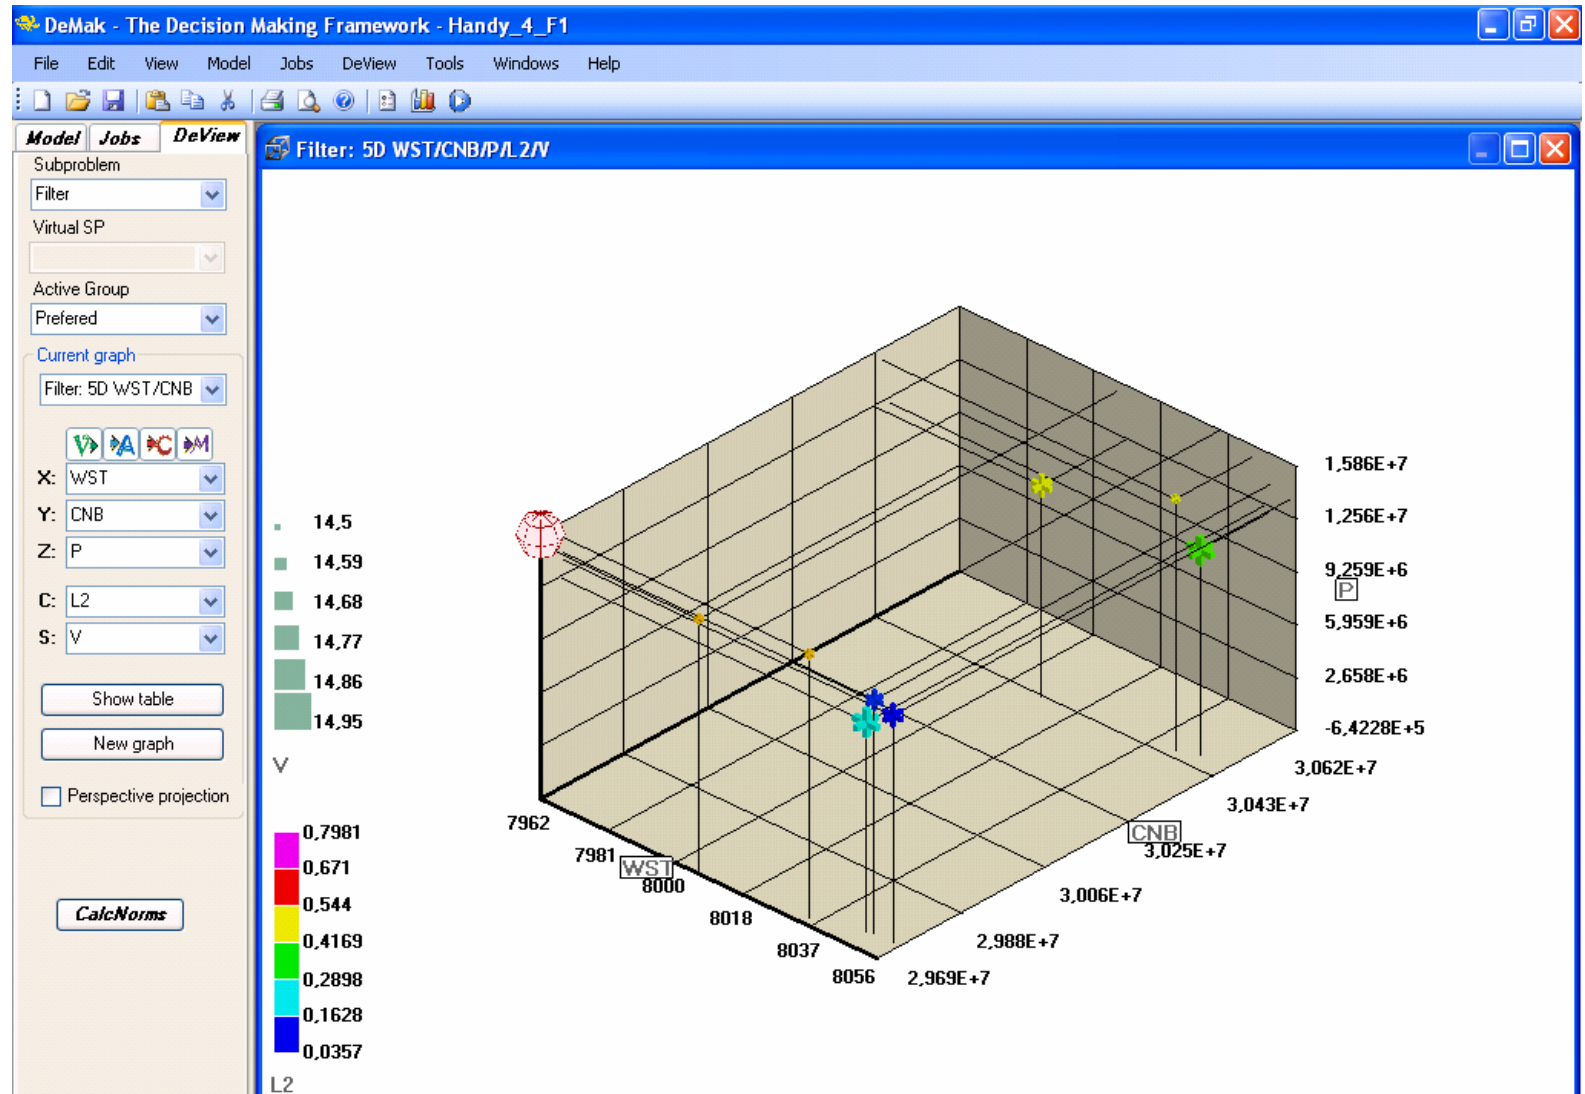 DeMak - The Decision Making Framework - Handy_4_F1
File Edit View Model Jobs DeView Tools Windows Help
Model Jobs DeView
Subproblem
Filter
Virtual SP
Active Group
Prefered
Current graph
Filter: 5D WST/CNB
V A C M
X: WST
Y: CNB
Z: P
C: L2
S: V
Show table
New graph
Perspective projection
CalcNorms
Filter: 5D WST/CNB/P/L2/V
14,5
14,59
14,68
14,77
14,86
14,95
V
0,7981
0,671
0,544
0,4169
0,2898
0,1628
0,0357
L2
7962
7981
WST
8000
8018
8037
8056
2,969E+7
2,988E+7
3,006E+7
CNB
3,025E+7
3,043E+7
3,062E+7
1,586E+7
1,256E+7
9,259E+6
P
5,959E+6
2,658E+6
-6,4228E+5